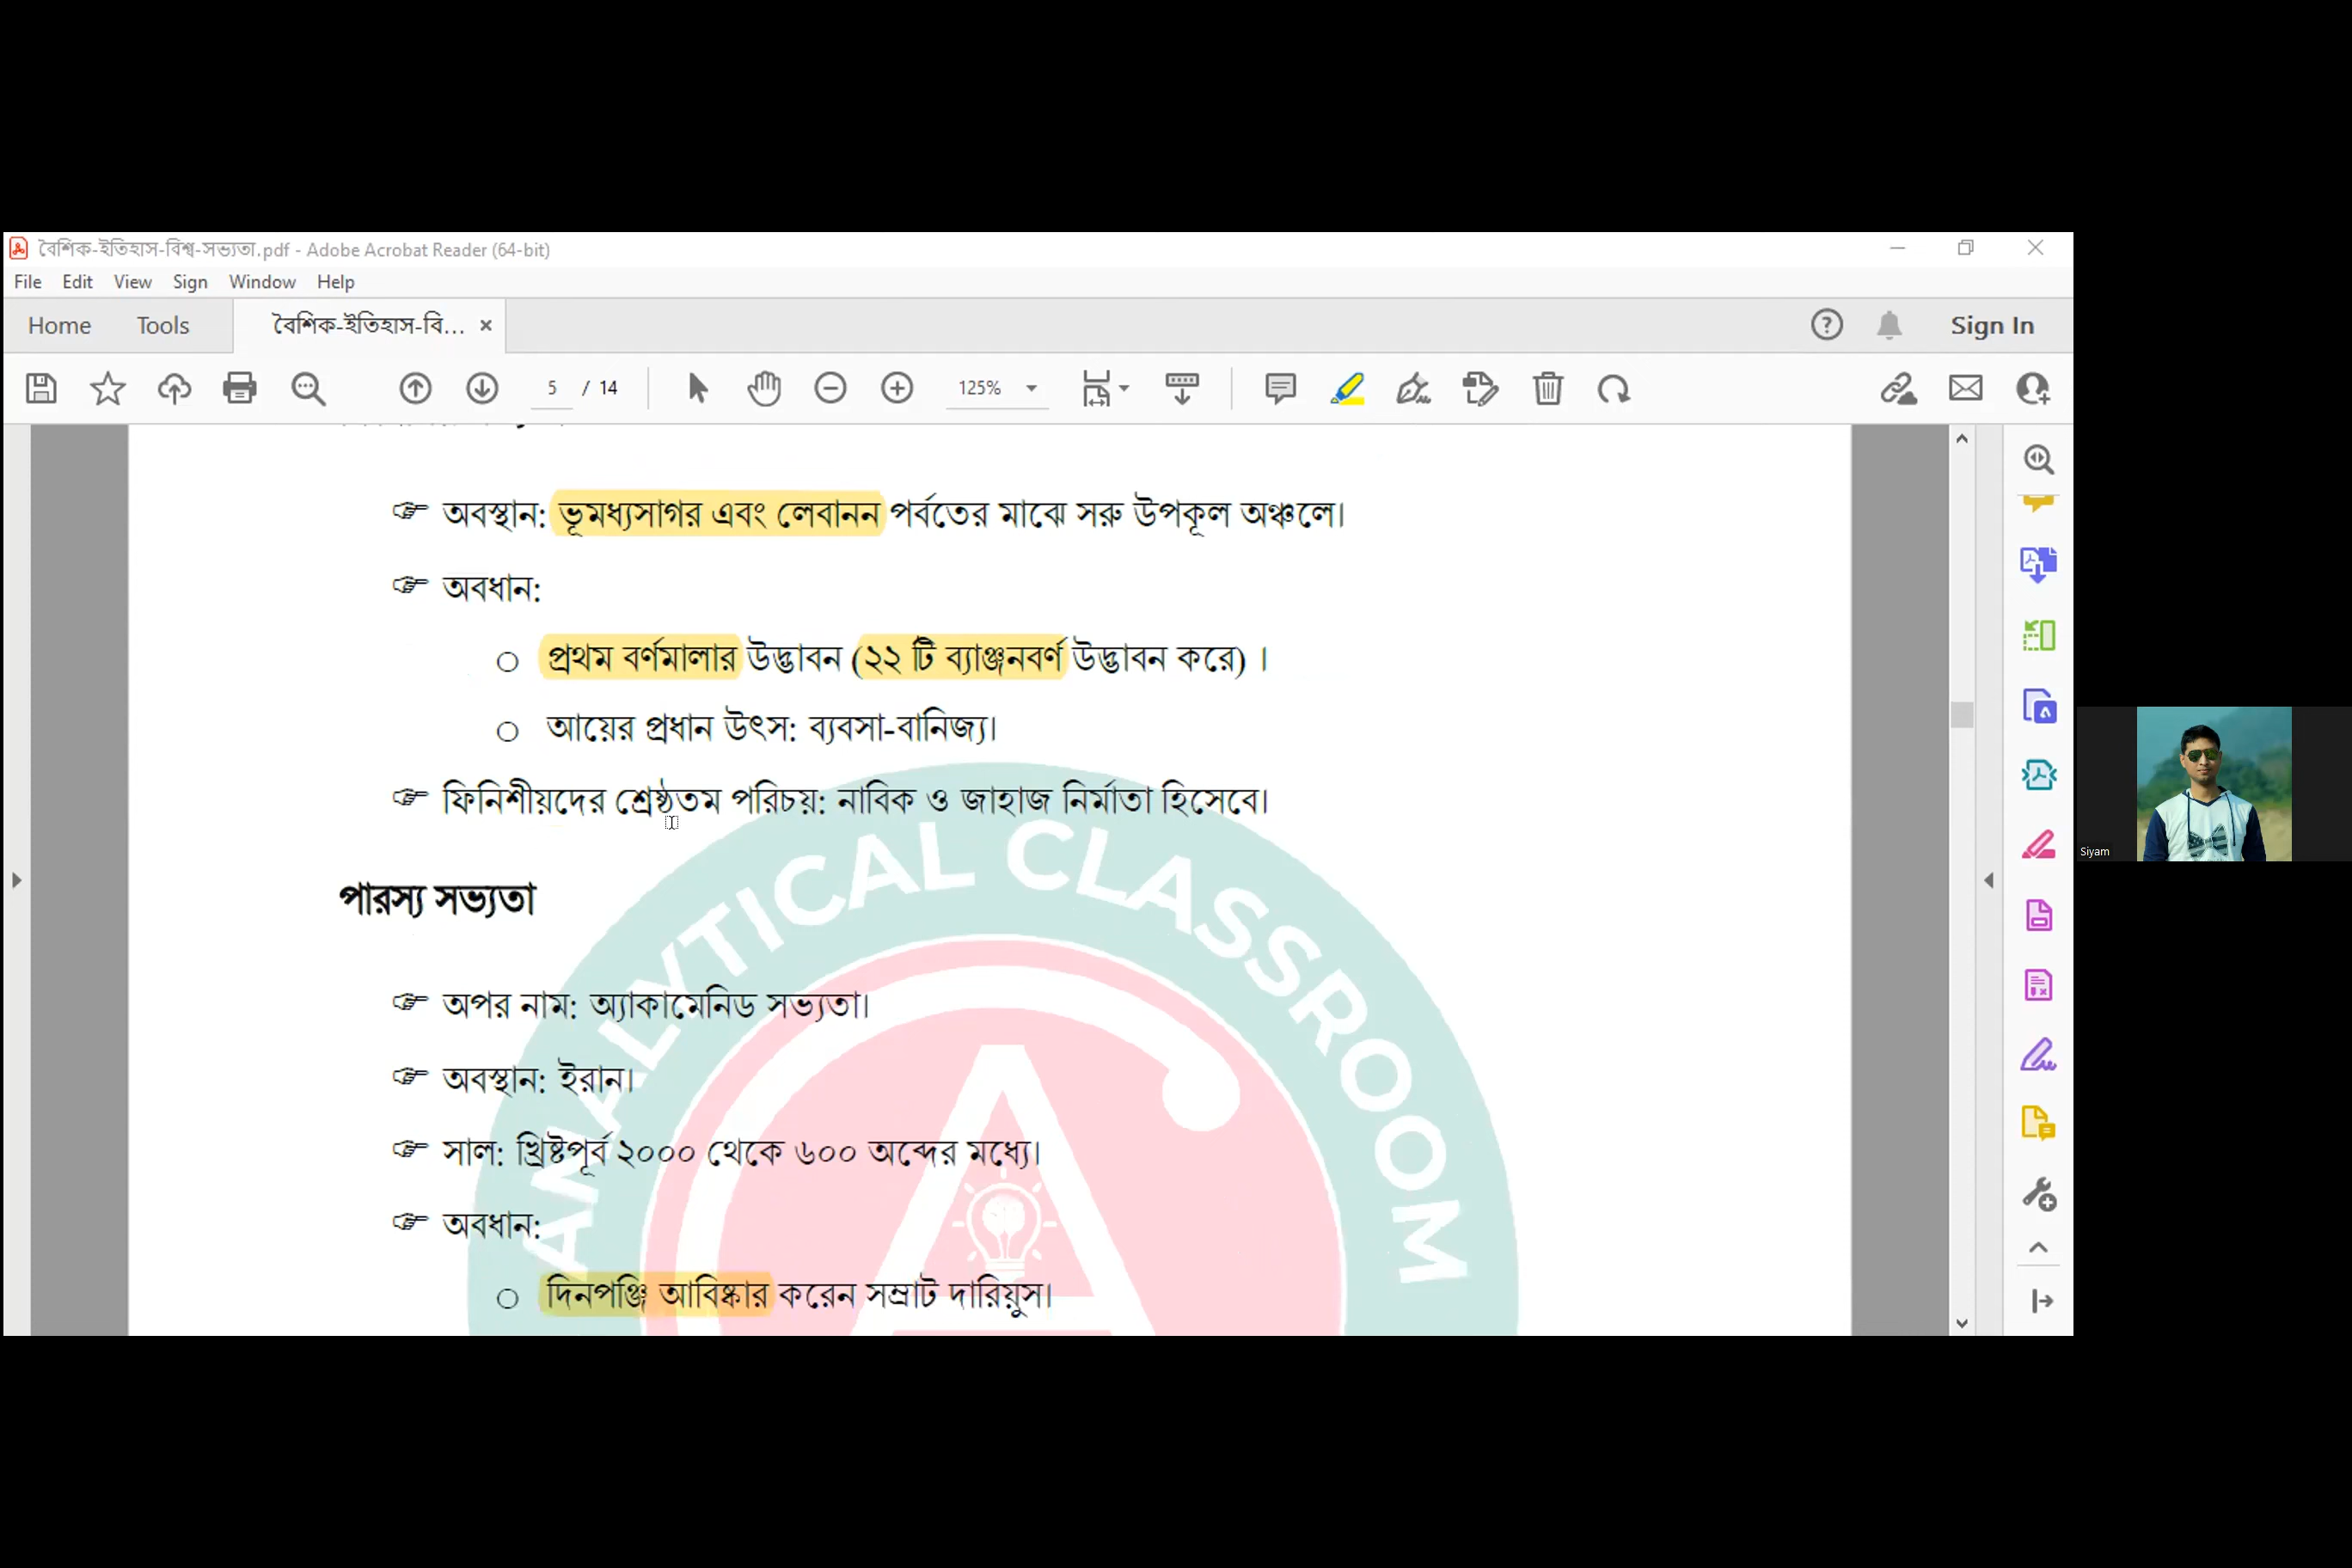 বৈশ্বিক-ইতিহাস-বিশ্ব-সভ্যতা.pdf - Adobe Acrobat Reader (64-bit)
File Edit View Sign Window Help
Home Tools বৈশ্বিক-ইতিহাস-বি... × Sign In
5 / 14 125%
অবস্থান: ভূমধ্যসাগর এবং লেবানন পর্বতের মাঝে সরু উপকূল অঞ্চলে।
অবধান:
প্রথম বর্ণমালার উদ্ভাবন (২২ টি ব্যাঞ্জনবর্ণ উদ্ভাবন করে) ।
আয়ের প্রধান উৎস: ব্যবসা-বানিজ্য।
ফিনিশীয়দের শ্রেষ্ঠতম পরিচয়: নাবিক ও জাহাজ নির্মাতা হিসেবে।
পারস্য সভ্যতা
অপর নাম: অ্যাকামেনিড সভ্যতা।
অবস্থান: ইরান।
সাল: খ্রিষ্টপূর্ব ২০০০ থেকে ৬০০ অব্দের মধ্যে।
অবধান:
দিনপঞ্জি আবিষ্কার করেন সম্রাট দারিয়ুস।
ANALYTICAL CLASSROOM
Siyam